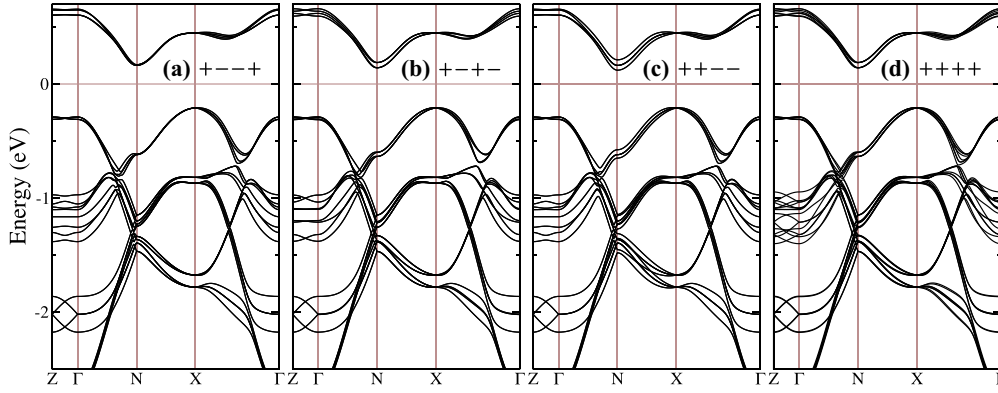 (a) +−−+
(b) +−+−
(c) ++−−
(d) ++++
Energy (eV)
0
-1
-2
Z Γ N X Γ
Z Γ N X Γ
Z Γ N X Γ
Z Γ N X